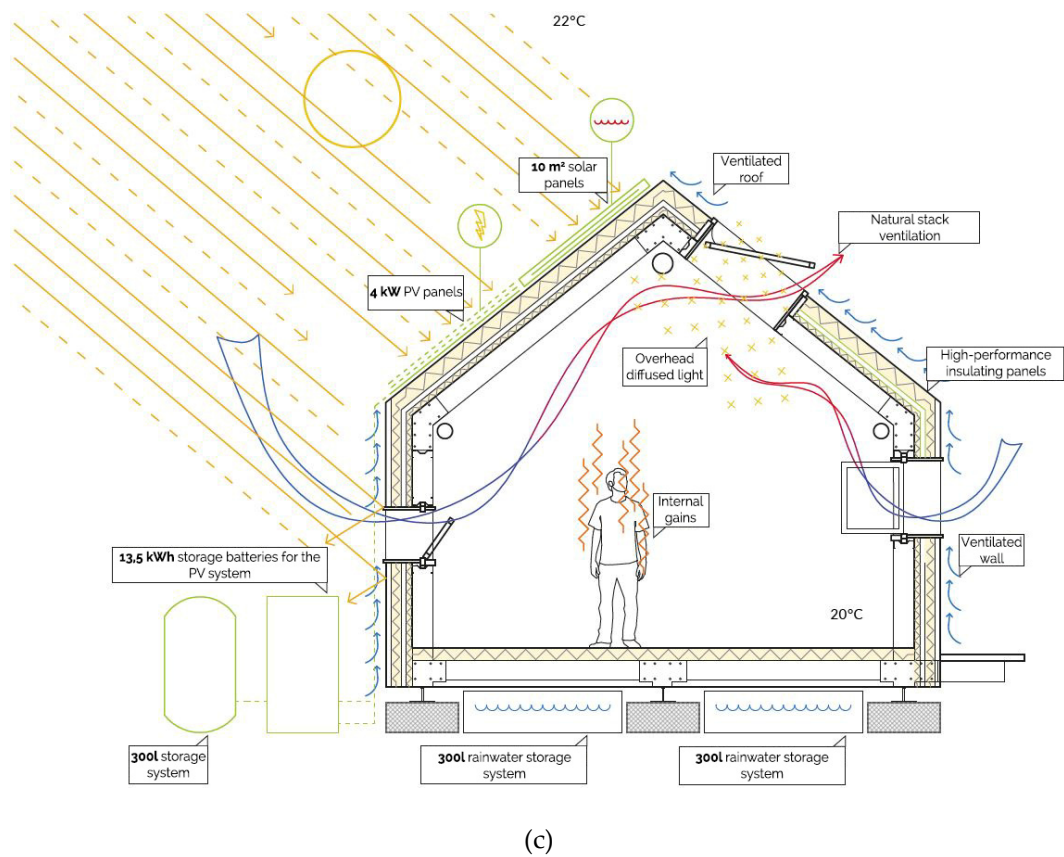 22°C
10 m² solar
panels
Ventilated
roof
Natural stack
ventilation
4 kW PV panels
Overhead
diffused light
High-performance
insulating panels
Internal
gains
13,5 kWh storage batteries for the
PV system
Ventilated
wall
20°C
300l storage
system
300l rainwater storage
system
300l rainwater storage
system
(c)